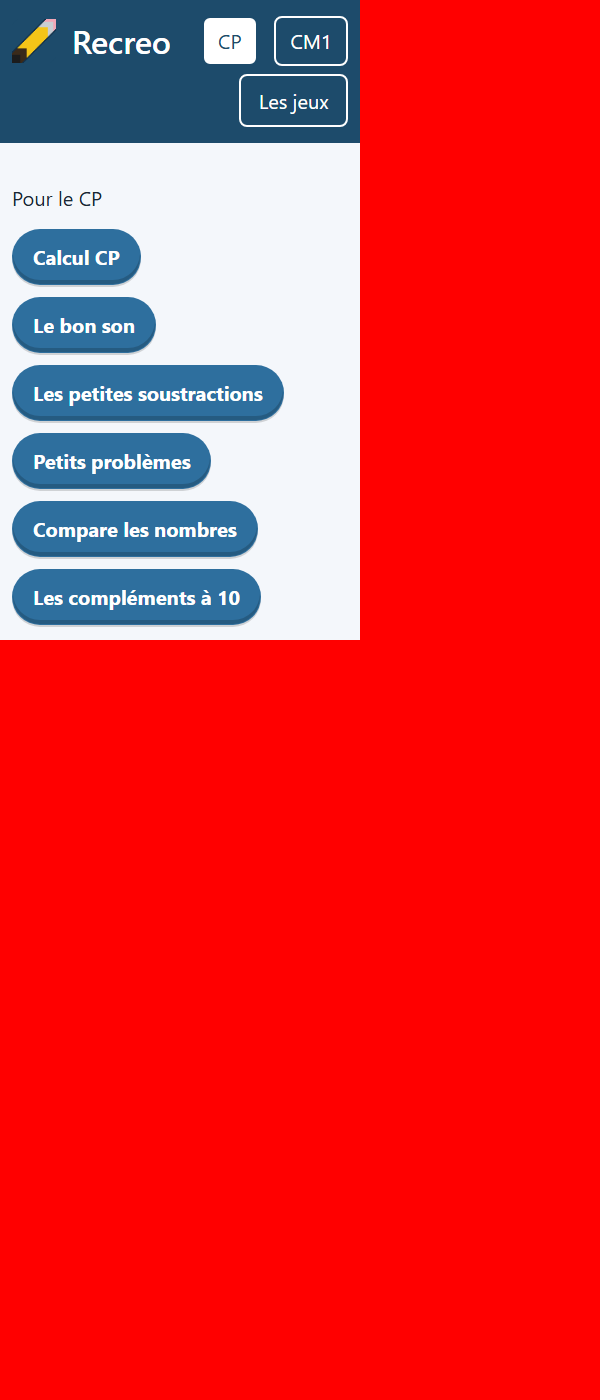 Recreo
CP
CM1
Les jeux
Pour le CP
Calcul CP
Le bon son
Les petites soustractions
Petits problèmes
Compare les nombres
Les compléments à 10